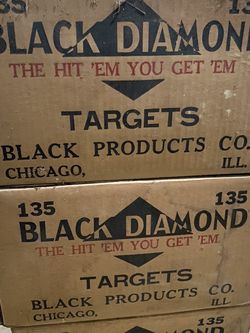 135
BLACK DIAMOND
THE HIT 'EM YOU GET 'EM
TARGETS
BLACK PRODUCTS CO.
CHICAGO, ILL.
135 135
BLACK DIAMOND
THE HIT 'EM YOU GET 'EM
TARGETS
BLACK PRODUCTS CO.
CHICAGO, ILL.
135 135